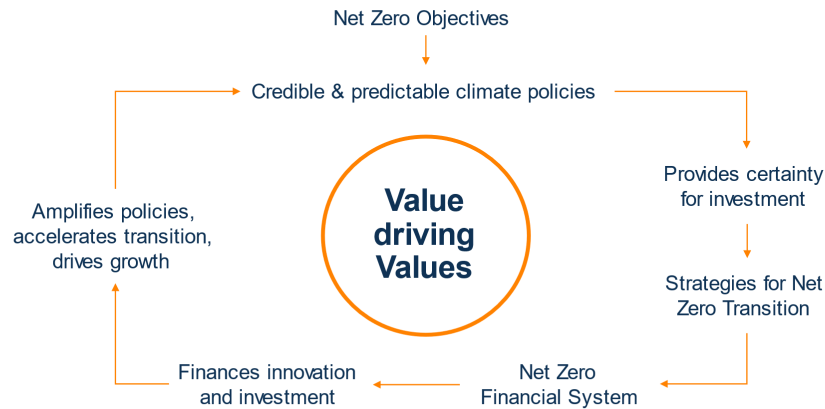 Net Zero Objectives
Credible & predictable climate policies
Provides certainty
for investment
Strategies for Net
Zero Transition
Net Zero
Financial System
Finances innovation
and investment
Amplifies policies,
accelerates transition,
drives growth
Value
driving
Values